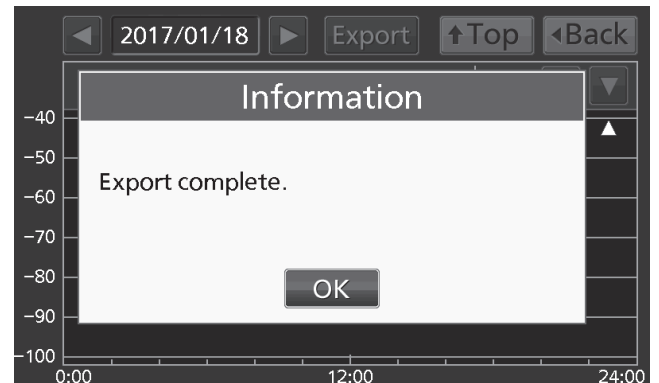 2017/01/18 Export ↑Top ◂Back
Information
Export complete.
OK
−40
−50
−60
−70
−80
−90
−100
0:00 12:00 24:00